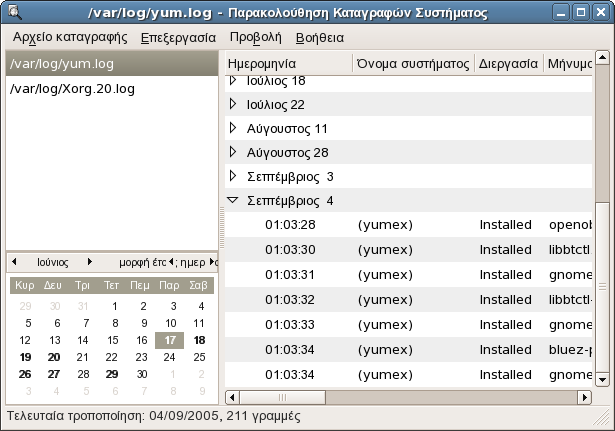 /var/log/yum.log - Παρακολούθηση Καταγραφών Συστήματος
Αρχείο καταγραφής Επεξεργασία Προβολή Βοήθεια
/var/log/yum.log
/var/log/Xorg.20.log
Ιούνιος
Κυρ Δευ Τρι Τετ Πεμ Παρ Σαβ
29 30 31 1 2 3 4
5 6 7 8 9 10 11
12 13 14 15 16 17 18
19 20 21 22 23 24 25
26 27 28 29 30 1 2
3 4 5 6 7 8 9
Ημερομηνία Όνομα συστήματος Διεργασία
Ιούλιος 18
Ιούλιος 22
Αύγουστος 11
Αύγουστος 28
Σεπτέμβριος 3
Σεπτέμβριος 4
01:03:28 (yumex) Installed openob
01:03:30 (yumex) Installed libbtctl
01:03:31 (yumex) Installed gnome
01:03:32 (yumex) Installed libbtctl-
01:03:33 (yumex) Installed gnome
01:03:34 (yumex) Installed bluez-p
01:03:34 (yumex) Installed gnome
Τελευταία τροποποίηση: 04/09/2005, 211 γραμμές